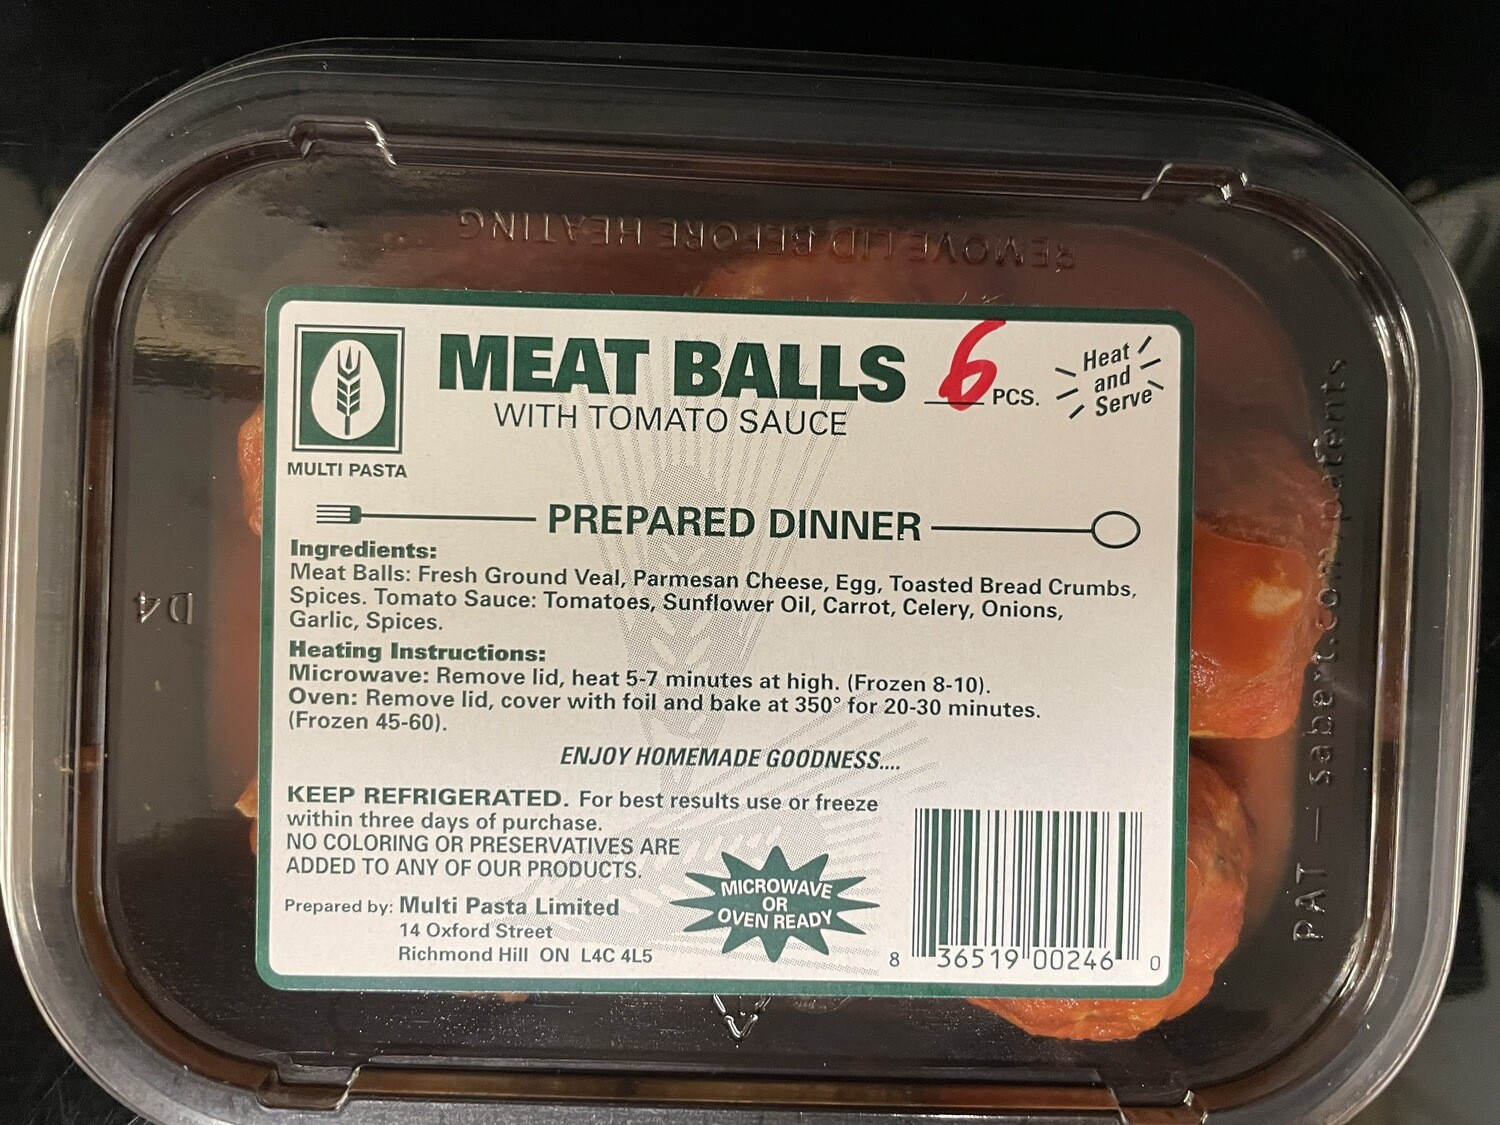 REMOVE LID BEFORE HEATING
MULTI PASTA
MEAT BALLS 6 PCS.
WITH TOMATO SAUCE
Heat
and
Serve
PREPARED DINNER
Ingredients:
Meat Balls: Fresh Ground Veal, Parmesan Cheese, Egg, Toasted Bread Crumbs,
Spices. Tomato Sauce: Tomatoes, Sunflower Oil, Carrot, Celery, Onions,
Garlic, Spices.
Heating Instructions:
Microwave: Remove lid, heat 5-7 minutes at high. (Frozen 8-10).
Oven: Remove lid, cover with foil and bake at 350° for 20-30 minutes.
(Frozen 45-60).
ENJOY HOMEMADE GOODNESS....
KEEP REFRIGERATED. For best results use or freeze
within three days of purchase.
NO COLORING OR PRESERVATIVES ARE
ADDED TO ANY OF OUR PRODUCTS.
Prepared by: Multi Pasta Limited
14 Oxford Street
Richmond Hill ON L4C 4L5
MICROWAVE
OR
OVEN READY
8 36519 00246 0
D4
PAT — sabert.com/patents